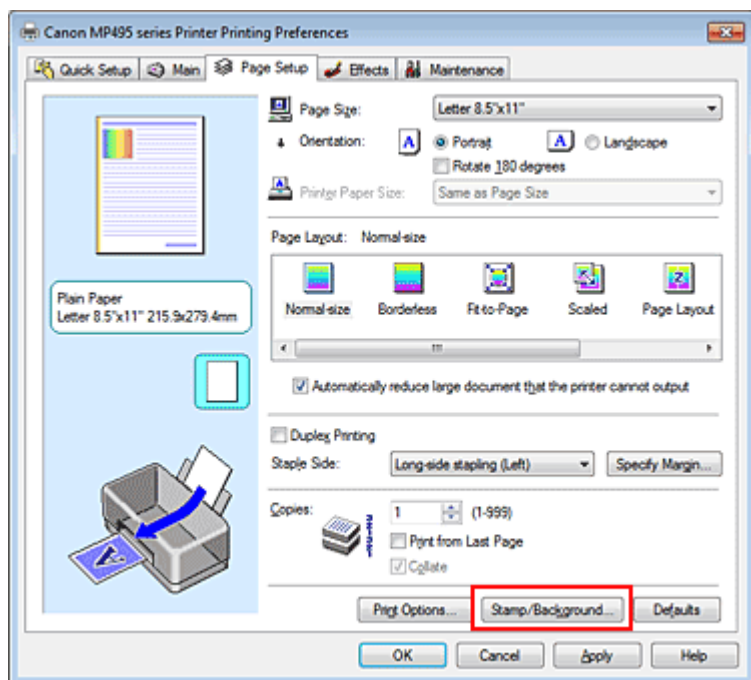 Canon MP495 series Printer Printing Preferences
Quick Setup Main Page Setup Effects Maintenance
Page Size: Letter 8.5"x11"
Orientation: A Portrait A Landscape
Rotate 180 degrees
Printer Paper Size: Same as Page Size
Page Layout: Normal-size
Normal-size Borderless Fit-to-Page Scaled Page Layout
Plain Paper
Letter 8.5"x11" 215.9x279.4mm
Automatically reduce large document that the printer cannot output
Duplex Printing
Staple Side: Long-side stapling (Left) Specify Margin...
Copies: 1 (1-999)
Print from Last Page
Collate
Print Options... Stamp/Background... Defaults
OK Cancel Apply Help